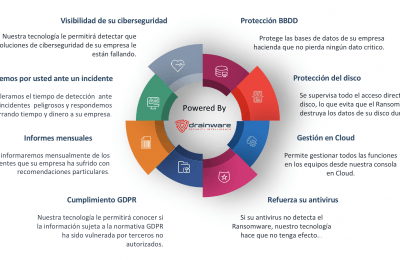 Visibilidad de su ciberseguridad
Nuestra tecnología le permitirá detectar que
soluciones de ciberseguridad de su empresa le
están fallando.
Protección BBDD
Protege las bases de datos de su empresa
hacienda que no pierda ningún dato critico.
emos por usted ante un incidente
leramos el tiempo de detección ante
incidentes peligrosos y respondemos
rrando tiempo y dinero a su empresa
Powered By
drainware
Protección del disco
Se supervisa todo el acceso direct
disco, lo que evita que el Ransom
destruya los datos de su disco du
Informes mensuales
informaremos mensualmente de los
entes que su empresa ha sufrido con
recomendaciones particulares.
Gestión en Cloud
Permite gestionar todos las funciones
en los equipos desde nuestra consola
en Cloud.
Cumplimiento GDPR
Nuestra tecnología le permitirá conocer si
la información sujeta a la normativa GDPR
ha sido vulnerada por terceros no
autorizados.
Refuerza su antivirus
Si su antivirus no detecta el
Ransomware, nuestro tecnología
hace que no tenga efecto.